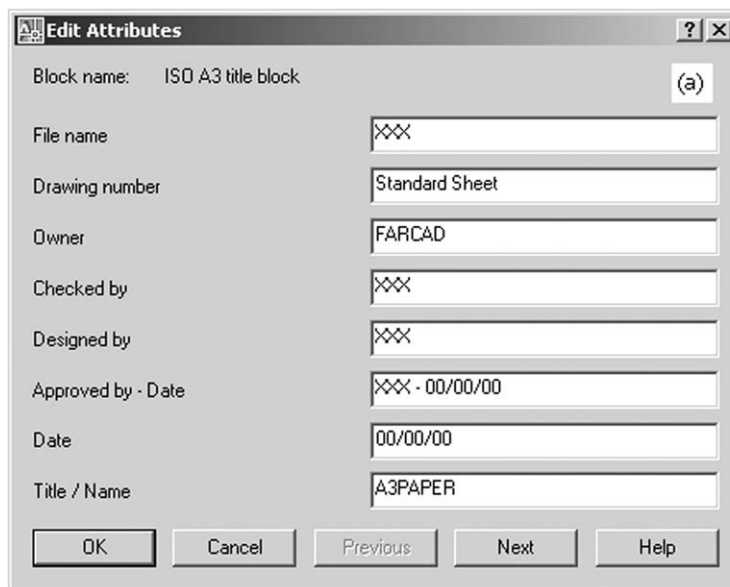 Edit Attributes
Block name: ISO A3 title block
(a)
File name XXX
Drawing number Standard Sheet
Owner FARCAD
Checked by XXX
Designed by XXX
Approved by - Date XXX - 00/00/00
Date 00/00/00
Title / Name A3PAPER
OK Cancel Previous Next Help